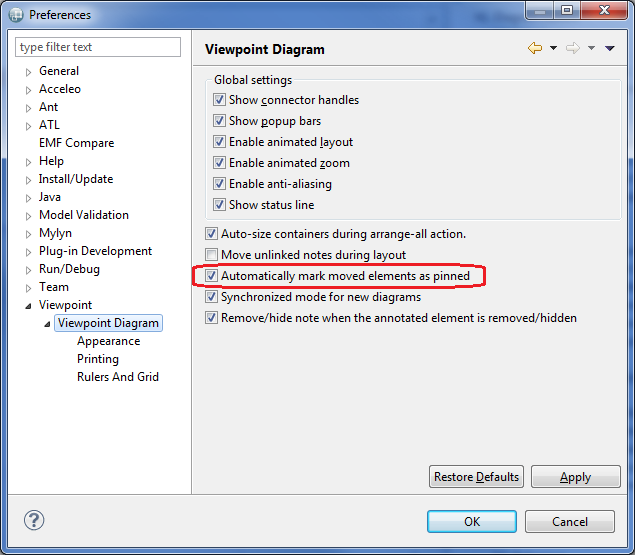 Preferences
type filter text
General
Acceleo
Ant
ATL
EMF Compare
Help
Install/Update
Java
Model Validation
Mylyn
Plug-in Development
Run/Debug
Team
Viewpoint
Viewpoint Diagram
Appearance
Printing
Rulers And Grid
Viewpoint Diagram
Global settings
Show connector handles
Show popup bars
Enable animated layout
Enable animated zoom
Enable anti-aliasing
Show status line
Auto-size containers during arrange-all action.
Move unlinked notes during layout
Automatically mark moved elements as pinned
Synchronized mode for new diagrams
Remove/hide note when the annotated element is removed/hidden
Restore Defaults
Apply
?
OK
Cancel